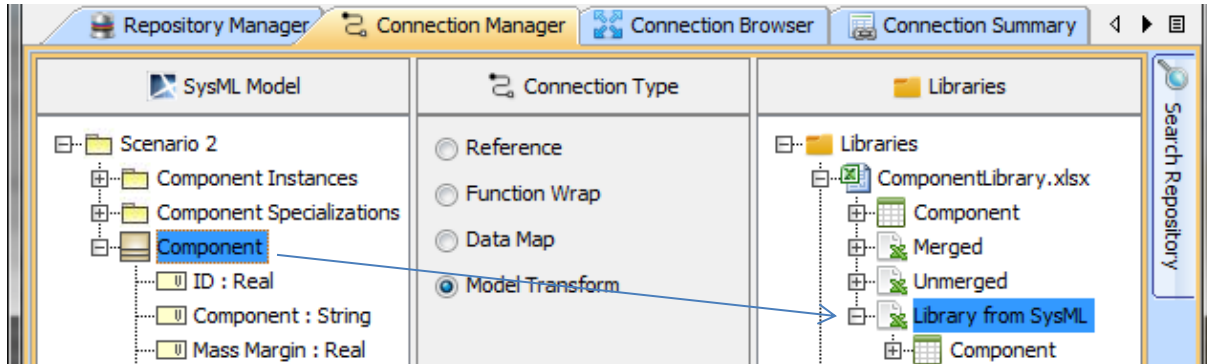 Repository Manager
Connection Manager
Connection Browser
Connection Summary
SysML Model
Connection Type
Libraries
Search Repository
Scenario 2
Component Instances
Component Specializations
Component
ID : Real
Component : String
Mass Margin : Real
Reference
Function Wrap
Data Map
Model Transform
Libraries
ComponentLibrary.xlsx
Component
Merged
Unmerged
Library from SysML
Component